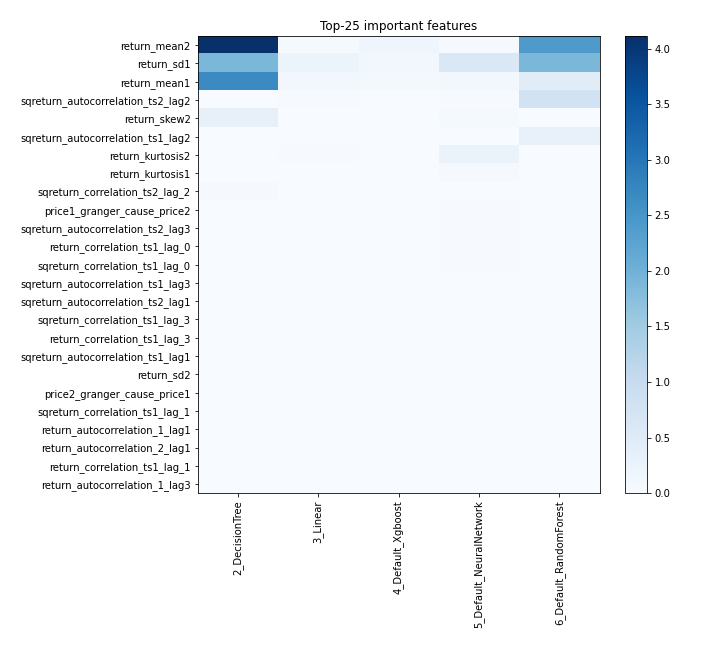 Top-25 important features
return_mean2
return_sd1
return_mean1
sqreturn_autocorrelation_ts2_lag2
return_skew2
sqreturn_autocorrelation_ts1_lag2
return_kurtosis2
return_kurtosis1
sqreturn_correlation_ts2_lag_2
price1_granger_cause_price2
sqreturn_autocorrelation_ts2_lag3
return_correlation_ts1_lag_0
sqreturn_correlation_ts1_lag_0
sqreturn_autocorrelation_ts1_lag3
sqreturn_autocorrelation_ts2_lag1
sqreturn_correlation_ts1_lag_3
return_correlation_ts1_lag_3
sqreturn_autocorrelation_ts1_lag1
return_sd2
price2_granger_cause_price1
sqreturn_correlation_ts1_lag_1
return_autocorrelation_1_lag1
return_autocorrelation_2_lag1
return_correlation_ts1_lag_1
return_autocorrelation_1_lag3
2_DecisionTree
3_Linear
4_Default_Xgboost
5_Default_NeuralNetwork
6_Default_RandomForest
4.0
3.5
3.0
2.5
2.0
1.5
1.0
0.5
0.0